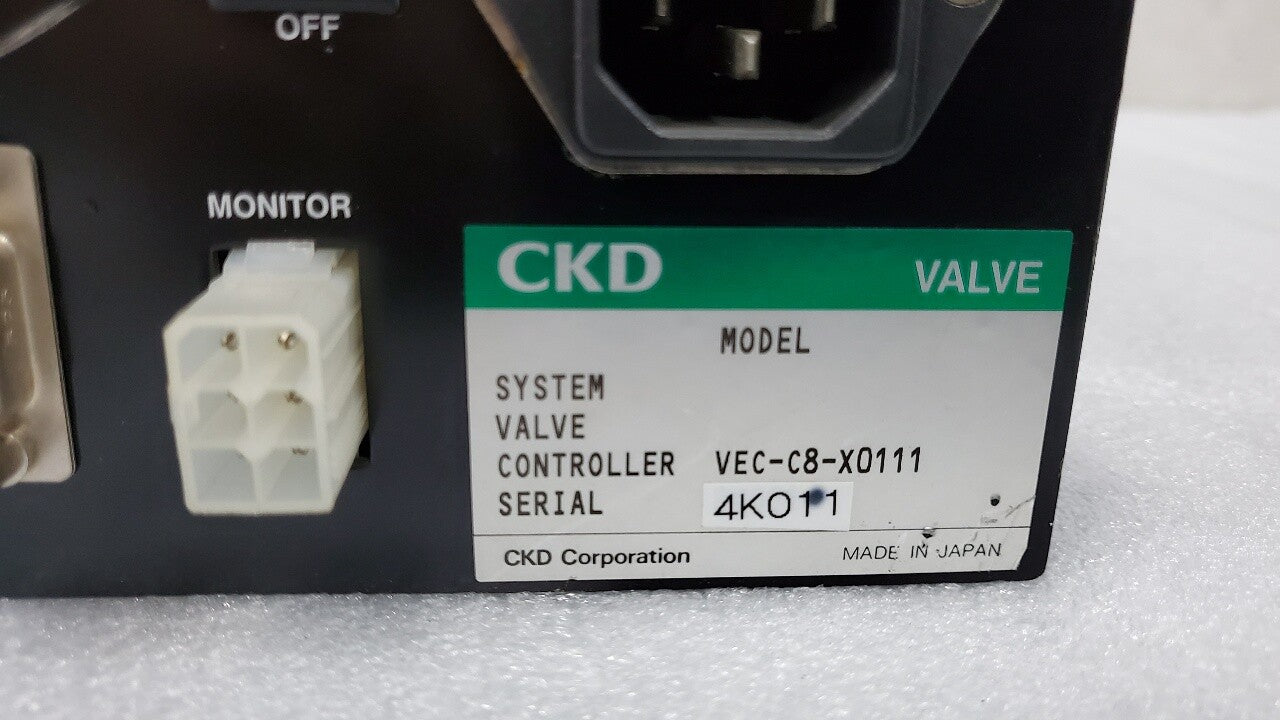 OFF
MONITOR
CKD VALVE
MODEL
SYSTEM
VALVE
CONTROLLER VEC-C8-X0111
SERIAL 4K011
CKD Corporation MADE IN JAPAN